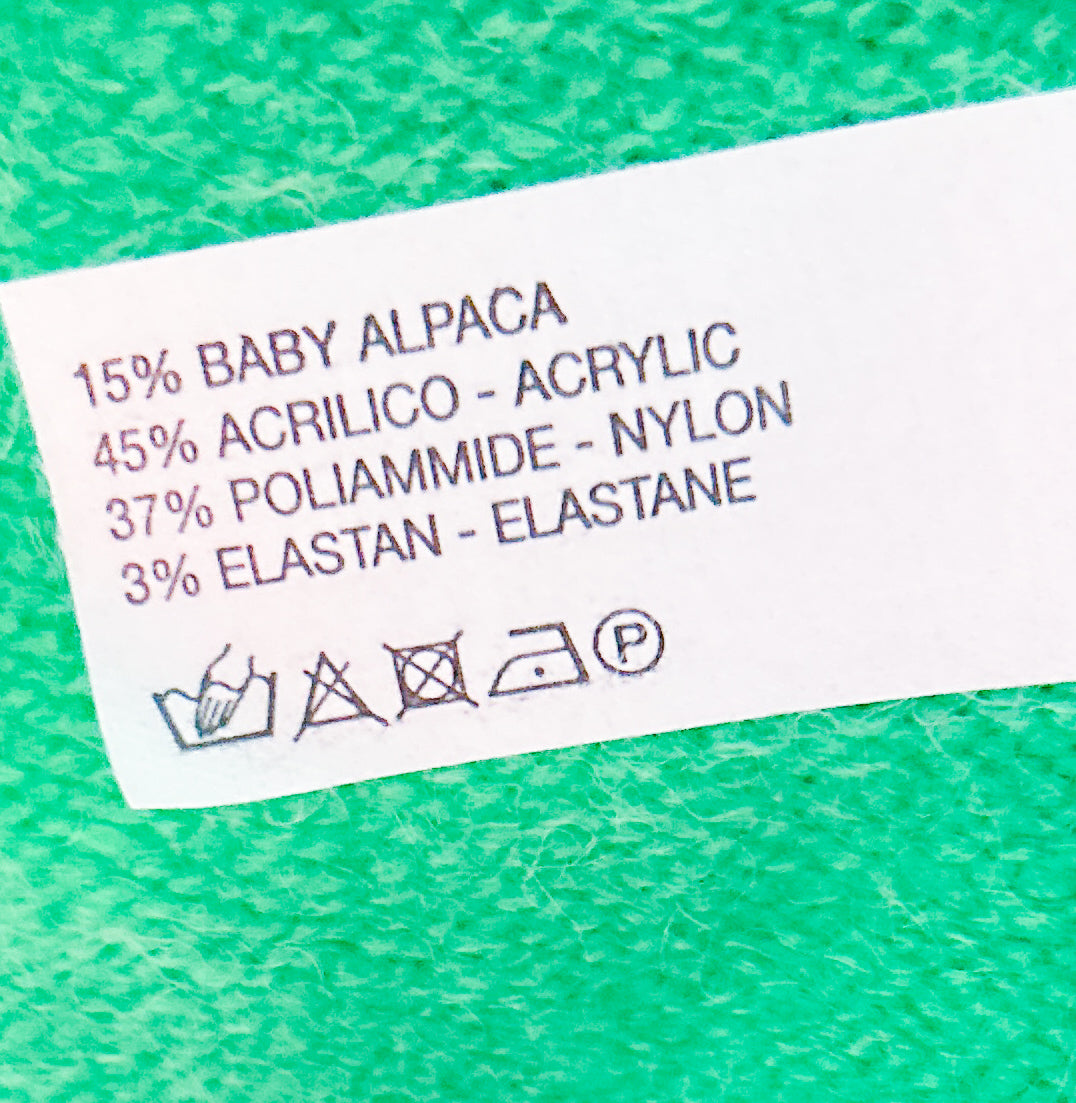 15% BABY ALPACA
45% ACRILICO - ACRYLIC
37% POLIAMMIDE - NYLON
3% ELASTAN - ELASTANE
P